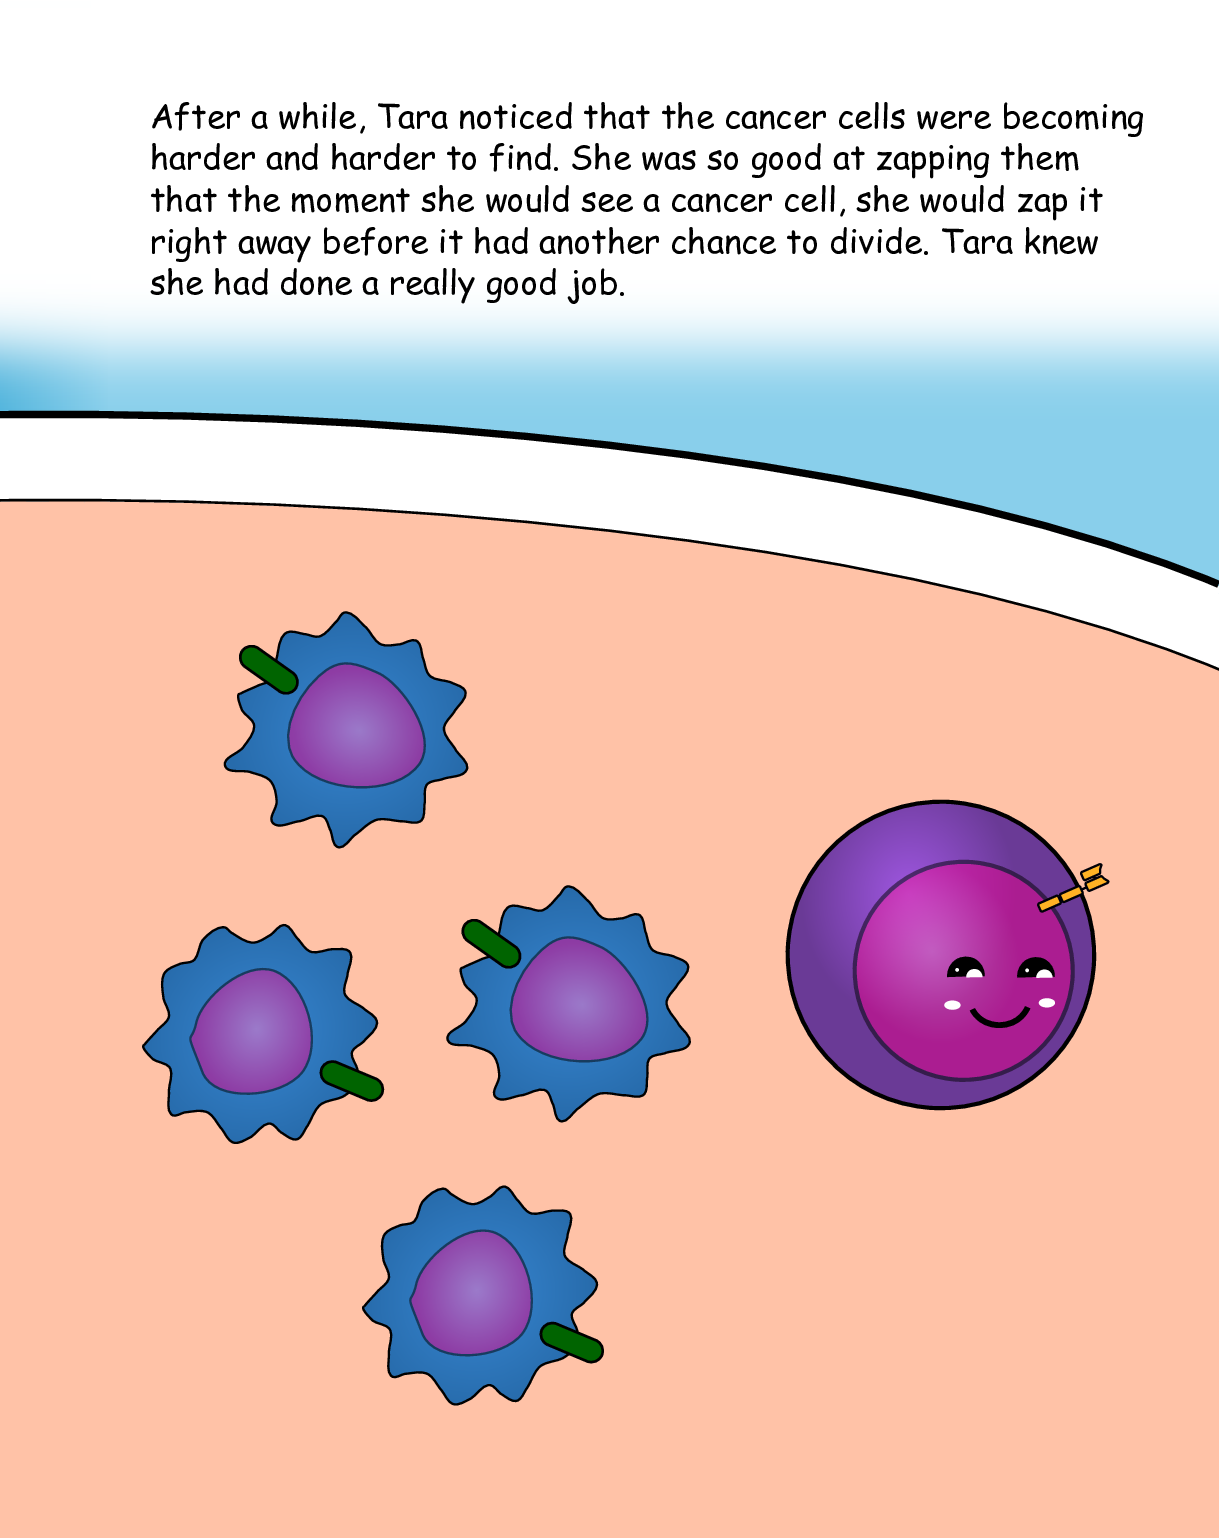 After a while, Tara noticed that the cancer cells were becoming
harder and harder to find. She was so good at zapping them
that the moment she would see a cancer cell, she would zap it
right away before it had another chance to divide. Tara knew
she had done a really good job.